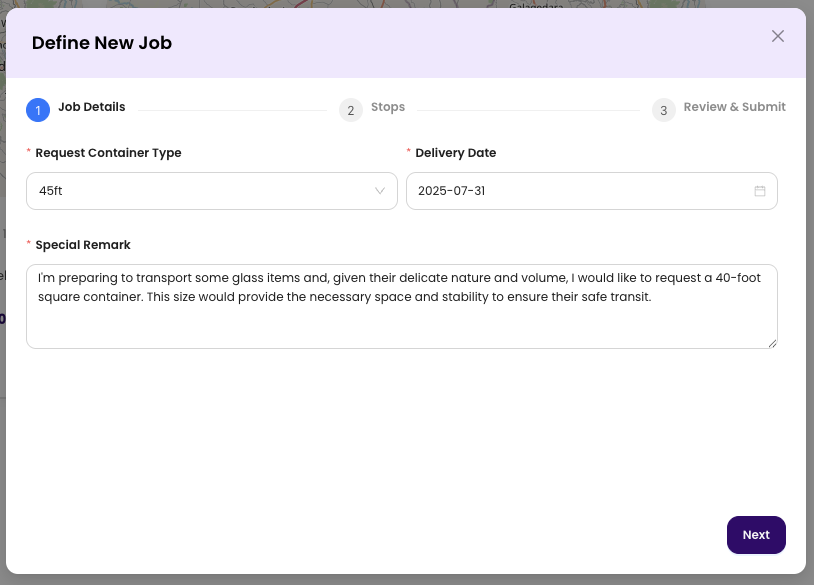 Galagedara
Define New Job
1 Job Details
2 Stops
3 Review & Submit
* Request Container Type
* Delivery Date
45ft
2025-07-31
* Special Remark
I'm preparing to transport some glass items and, given their delicate nature and volume, I would like to request a 40-foot
square container. This size would provide the necessary space and stability to ensure their safe transit.
Next